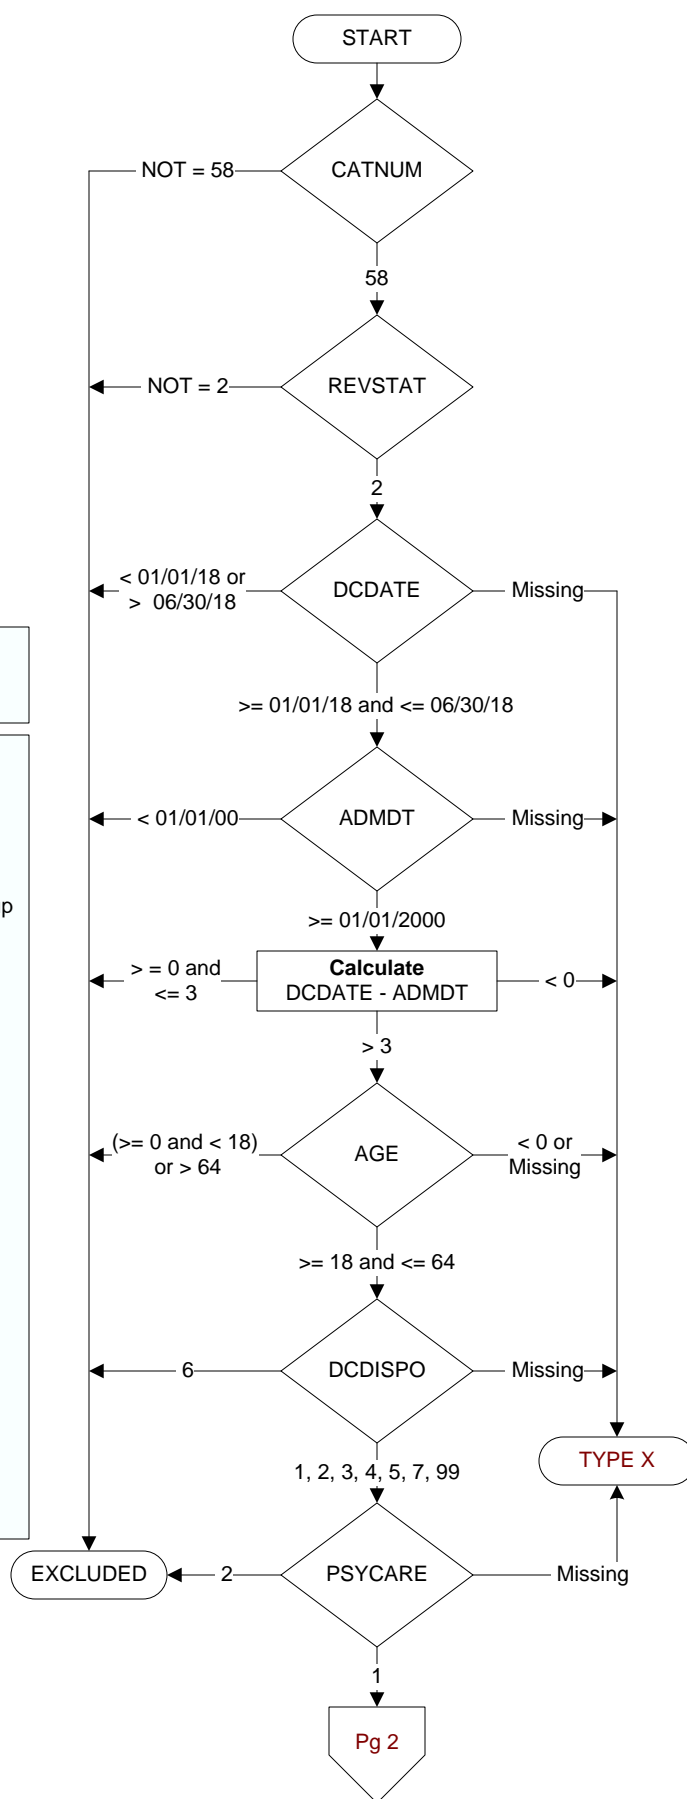 START
CATNUM
NOT = 58
58
REVSTAT
NOT = 2
2
DCDATE
< 01/01/18 or
> 06/30/18
Missing
>= 01/01/18 and <= 06/30/18
ADMDT
< 01/01/00
Missing
p
>= 01/01/2000
Calculate
DCDATE - ADMDT
> = 0 and
<= 3
< 0
> 3
AGE
(>= 0 and < 18)
or > 64
< 0 or
Missing
>= 18 and <= 64
DCDISPO
6
Missing
1, 2, 3, 4, 5, 7, 99
TYPE X
PSYCARE
EXCLUDED
2
Missing
1
Pg 2